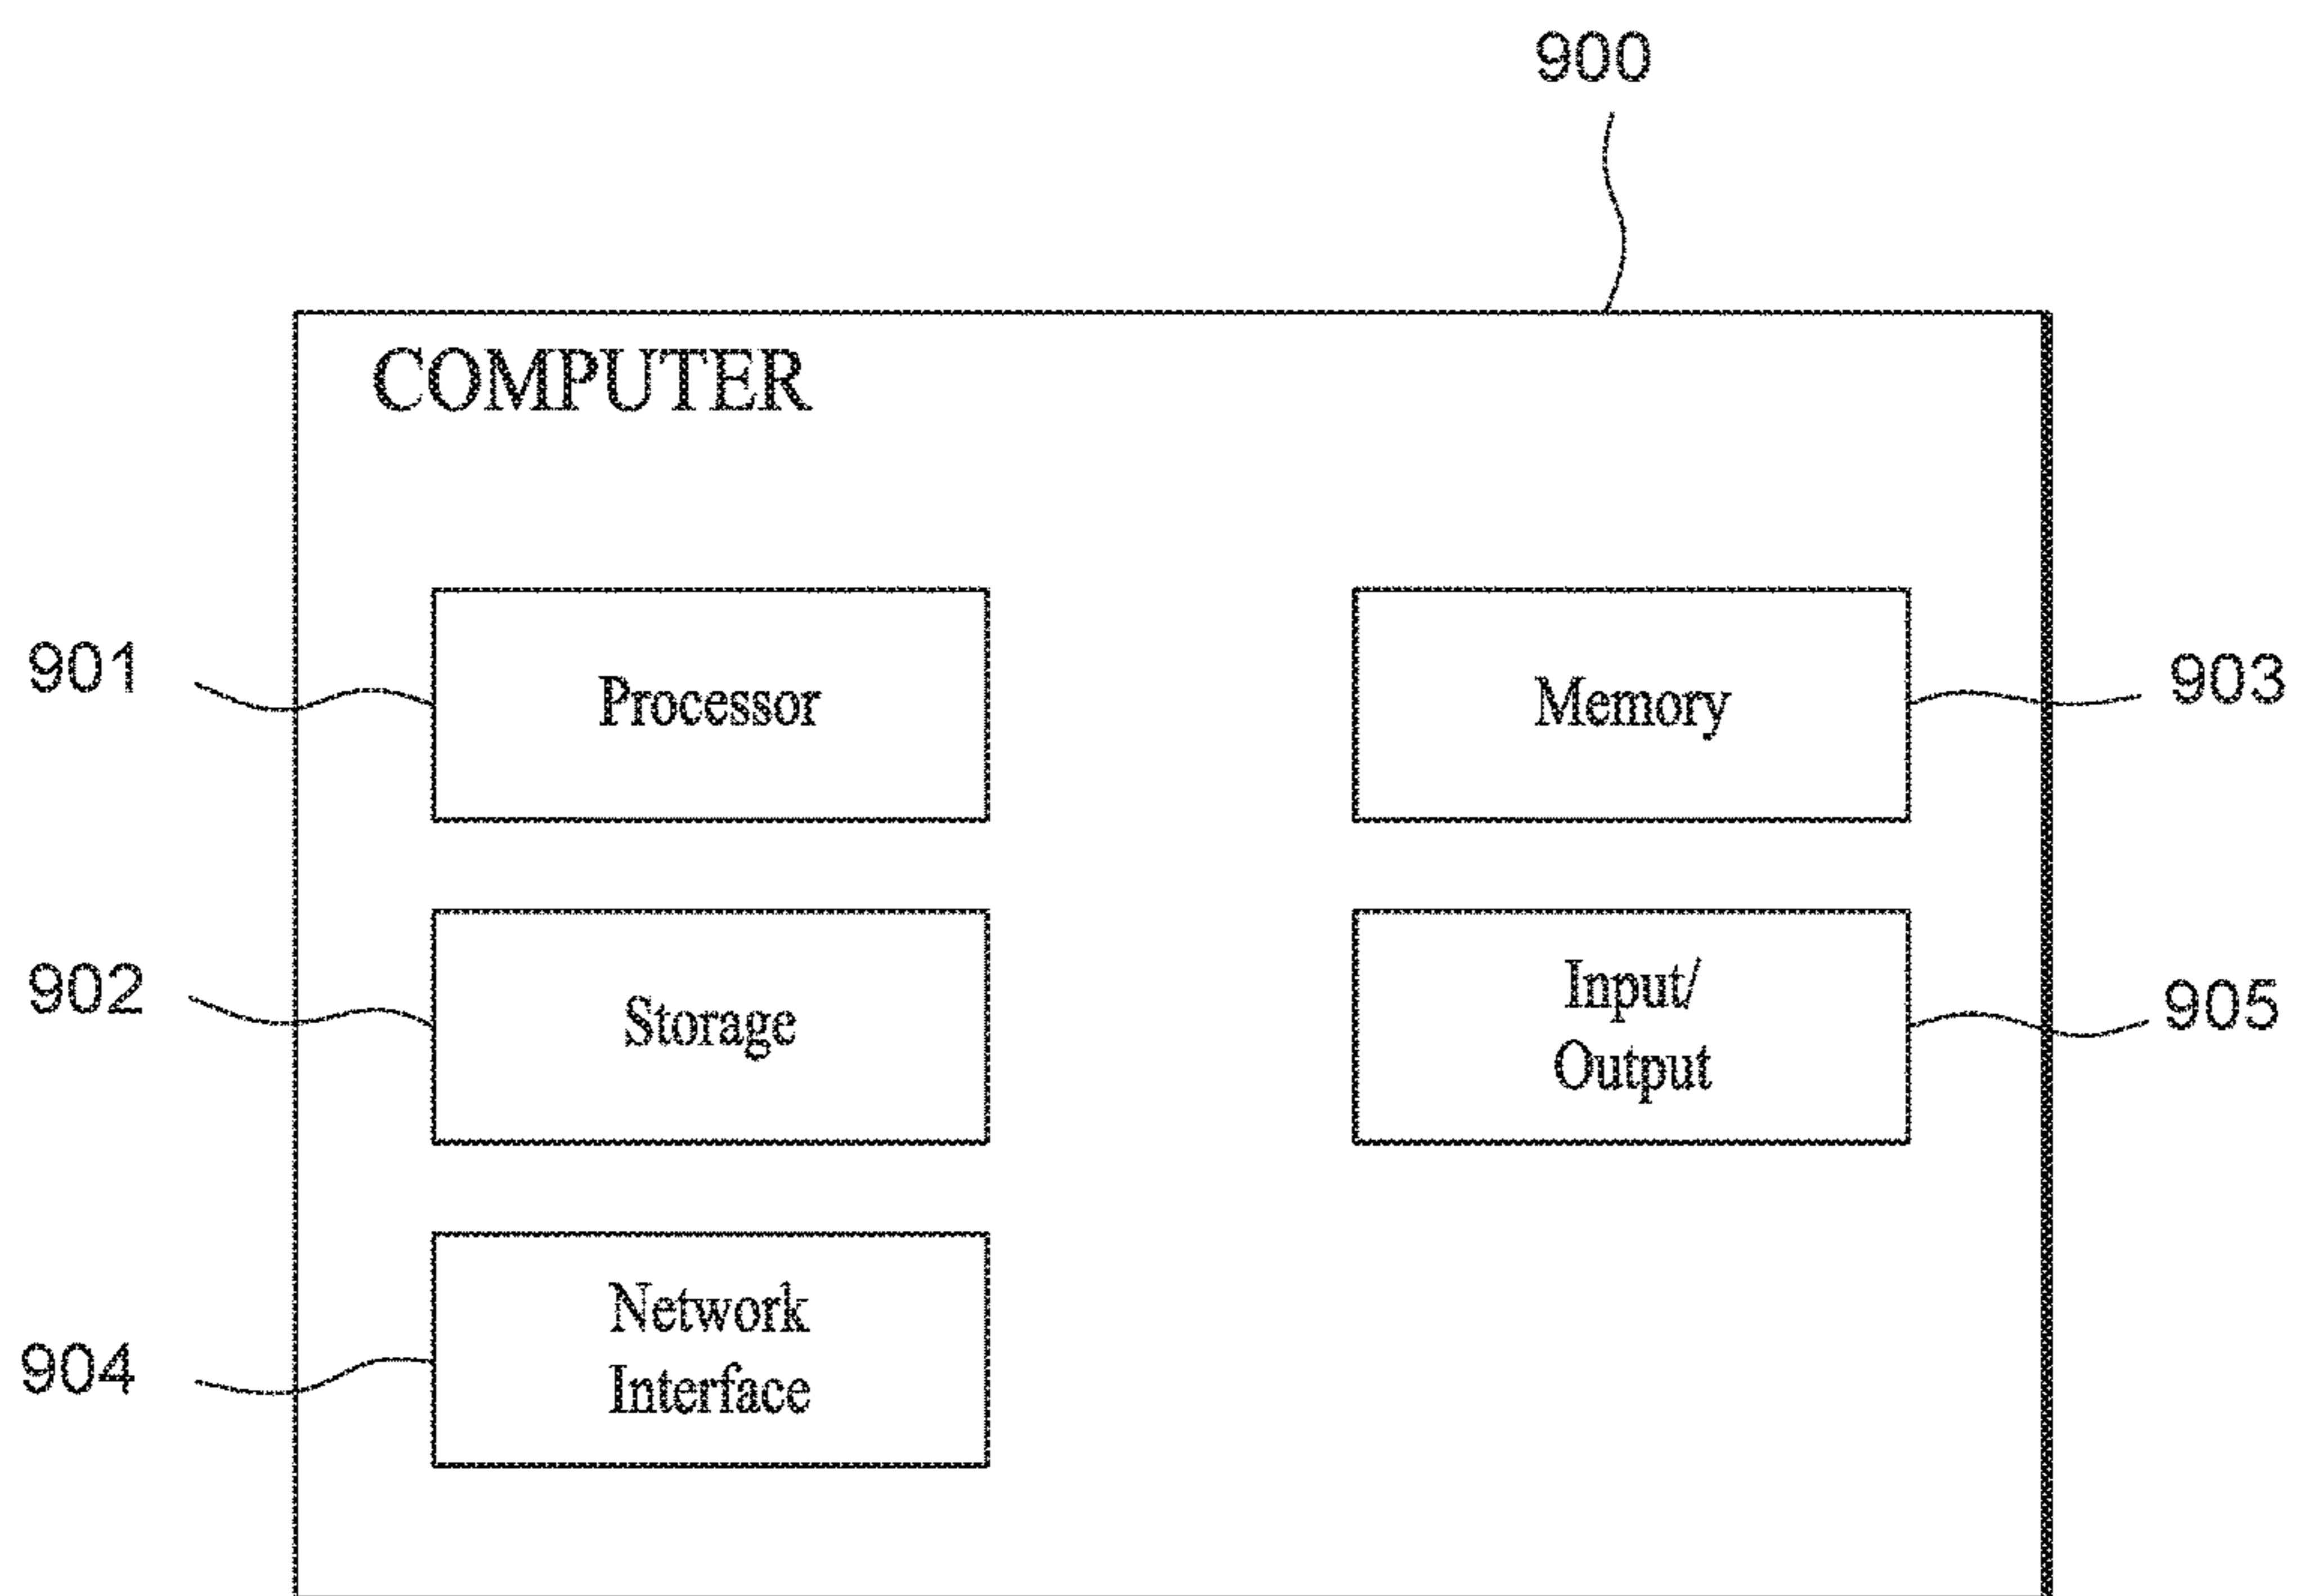 900
COMPUTER
901
Processor
Memory
903
902
Storage
Input/
Output
905
904
Network
Interface